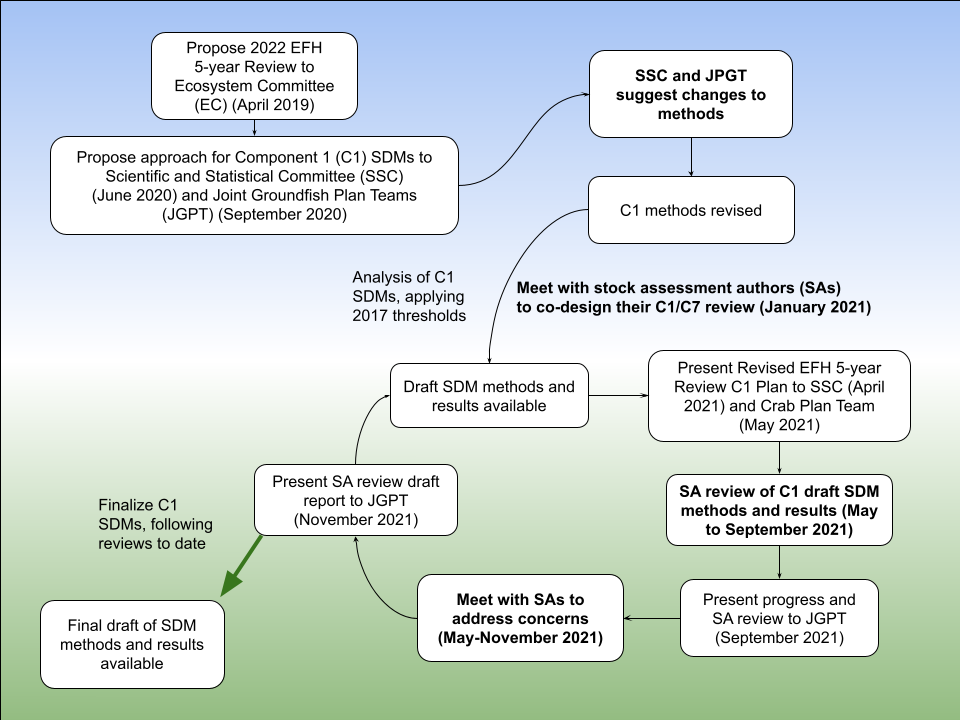 Propose 2022 EFH
5-year Review to
Ecosystem Committee
(EC) (April 2019)
Propose approach for Component 1 (C1) SDMs to
Scientific and Statistical Committee (SSC)
(June 2020) and Joint Groundfish Plan Teams
(JGPT) (September 2020)
SSC and JPGT
suggest changes to
methods
C1 methods revised
Analysis of C1
SDMs, applying
2017 thresholds
Meet with stock assessment authors (SAs)
to co-design their C1/C7 review (January 2021)
Draft SDM methods and
results available
Present Revised EFH 5-year
Review C1 Plan to SSC (April
2021) and Crab Plan Team
(May 2021)
SA review of C1 draft SDM
methods and results (May
to September 2021)
Present progress and
SA review to JGPT
(September 2021)
Meet with SAs to
address concerns
(May-November 2021)
Present SA review draft
report to JGPT
(November 2021)
Finalize C1
SDMs, following
reviews to date
Final draft of SDM
methods and results
available